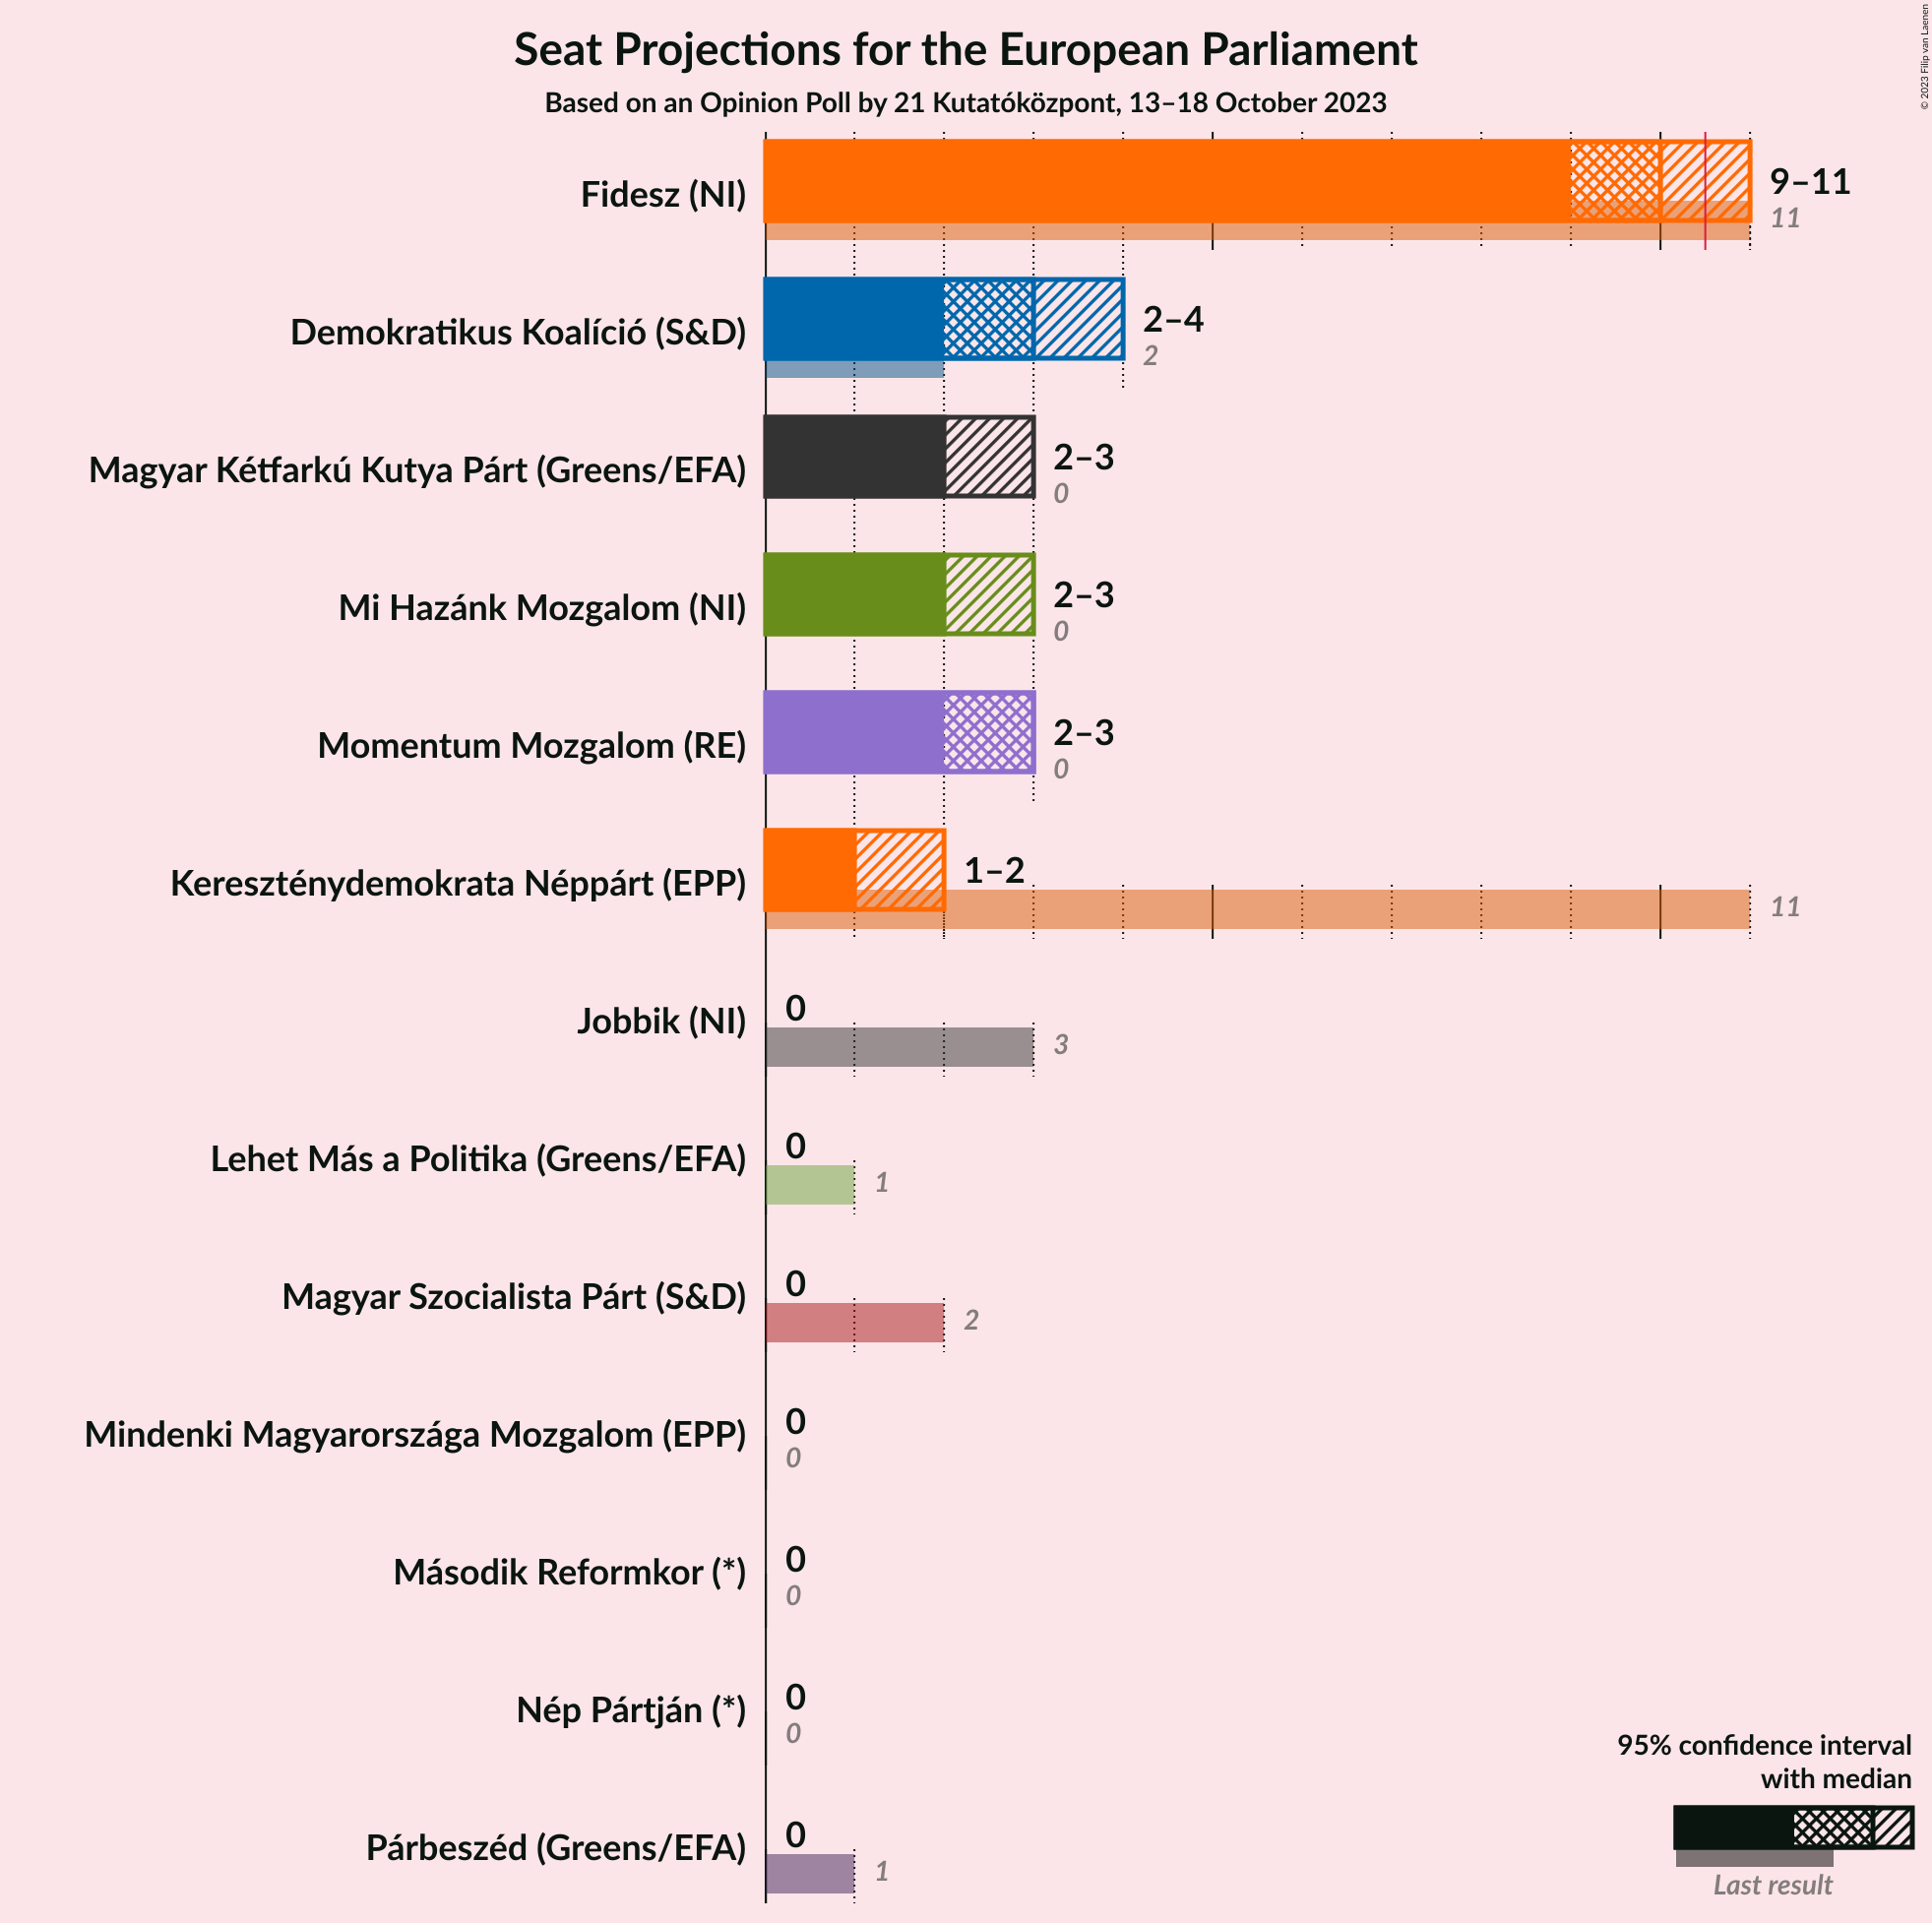 Seat Projections for the European Parliament
Based on an Opinion Poll by 21 Kutatóközpont, 13–18 October 2023
© 2023 Filip van Laenen
Fidesz (NI)
9–11
11
Demokratikus Koalíció (S&D)
2–4
2
Magyar Kétfarkú Kutya Párt (Greens/EFA)
2–3
0
Mi Hazánk Mozgalom (NI)
2–3
0
Momentum Mozgalom (RE)
2–3
0
Kereszténydemokrata Néppárt (EPP)
1–2
11
Jobbik (NI)
0
3
Lehet Más a Politika (Greens/EFA)
0
1
Magyar Szocialista Párt (S&D)
0
2
Mindenki Magyarországa Mozgalom (EPP)
0
0
Második Reformkor (*)
0
0
Nép Pártján (*)
0
0
Párbeszéd (Greens/EFA)
0
1
95% confidence interval
with median
Last result